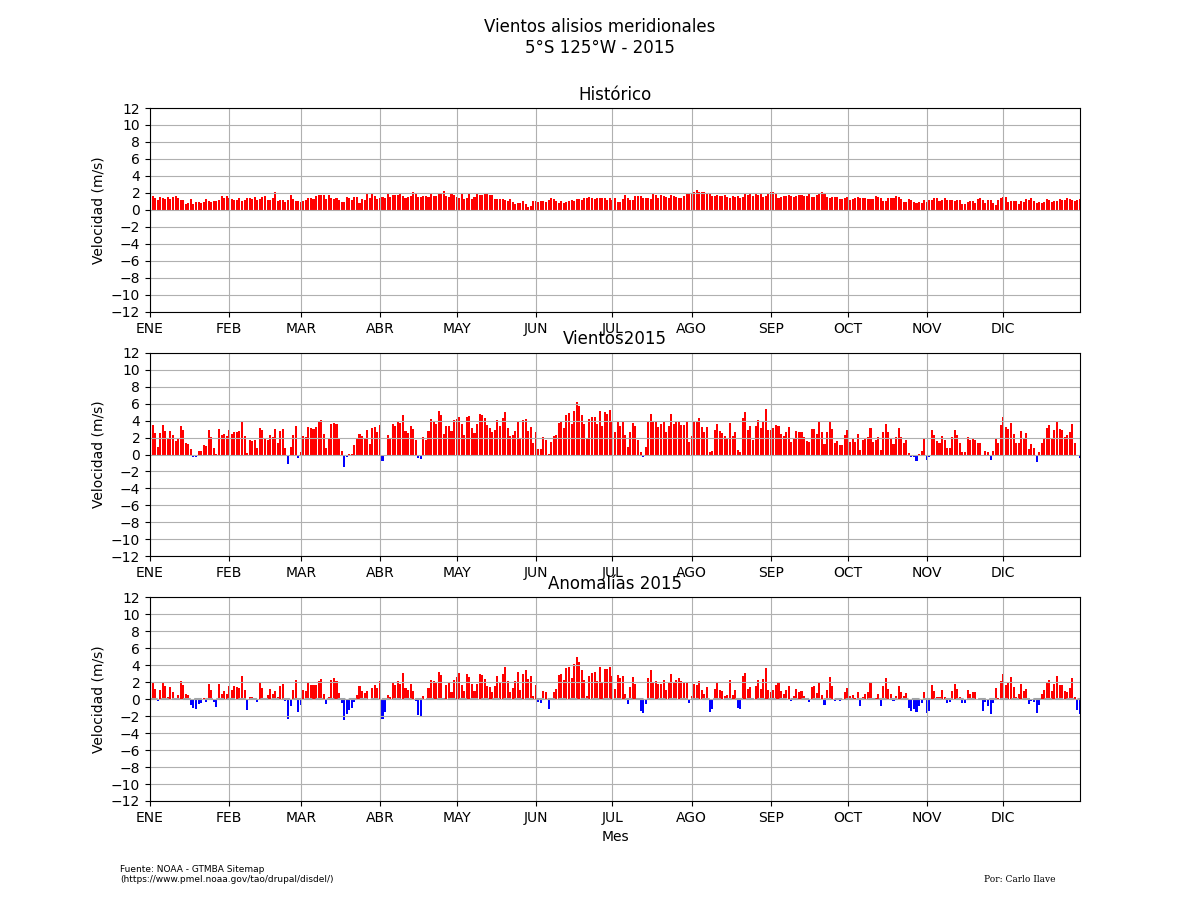 Vientos alisios meridionales
5°S 125°W - 2015
Histórico
12
10
8
6
4
2
0
−2
−4
−6
−8
−10
−12
Velocidad (m/s)
ENE FEB MAR ABR MAY JUN JUL AGO SEP OCT NOV DIC
Vientos2015
12
10
8
6
4
2
0
−2
−4
−6
−8
−10
−12
Velocidad (m/s)
ENE FEB MAR ABR MAY JUN JUL AGO SEP OCT NOV DIC
Anomalías 2015
12
10
8
6
4
2
0
−2
−4
−6
−8
−10
−12
Velocidad (m/s)
ENE FEB MAR ABR MAY JUN JUL AGO SEP OCT NOV DIC
Mes
Fuente: NOAA - GTMBA Sitemap
(https://www.pmel.noaa.gov/tao/drupal/disdel/)
Por: Carlo Ilave